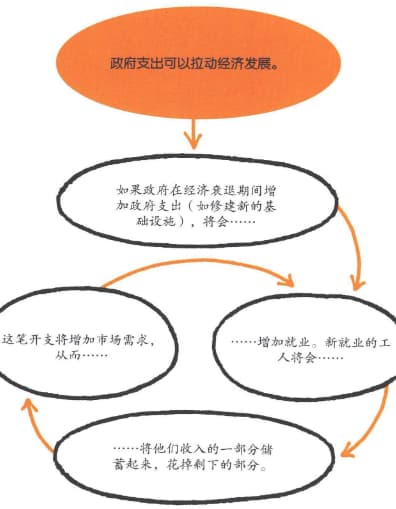 政府支出可以拉动经济发展。
如果政府在经济衰退期间增
加政府支出（如修建新的基
础设施），将会……
这笔开支将增加市场需求，
从而……
……增加就业。新就业的工
人将会……
……将他们收入的一部分储
蓄起来，花掉剩下的部分。